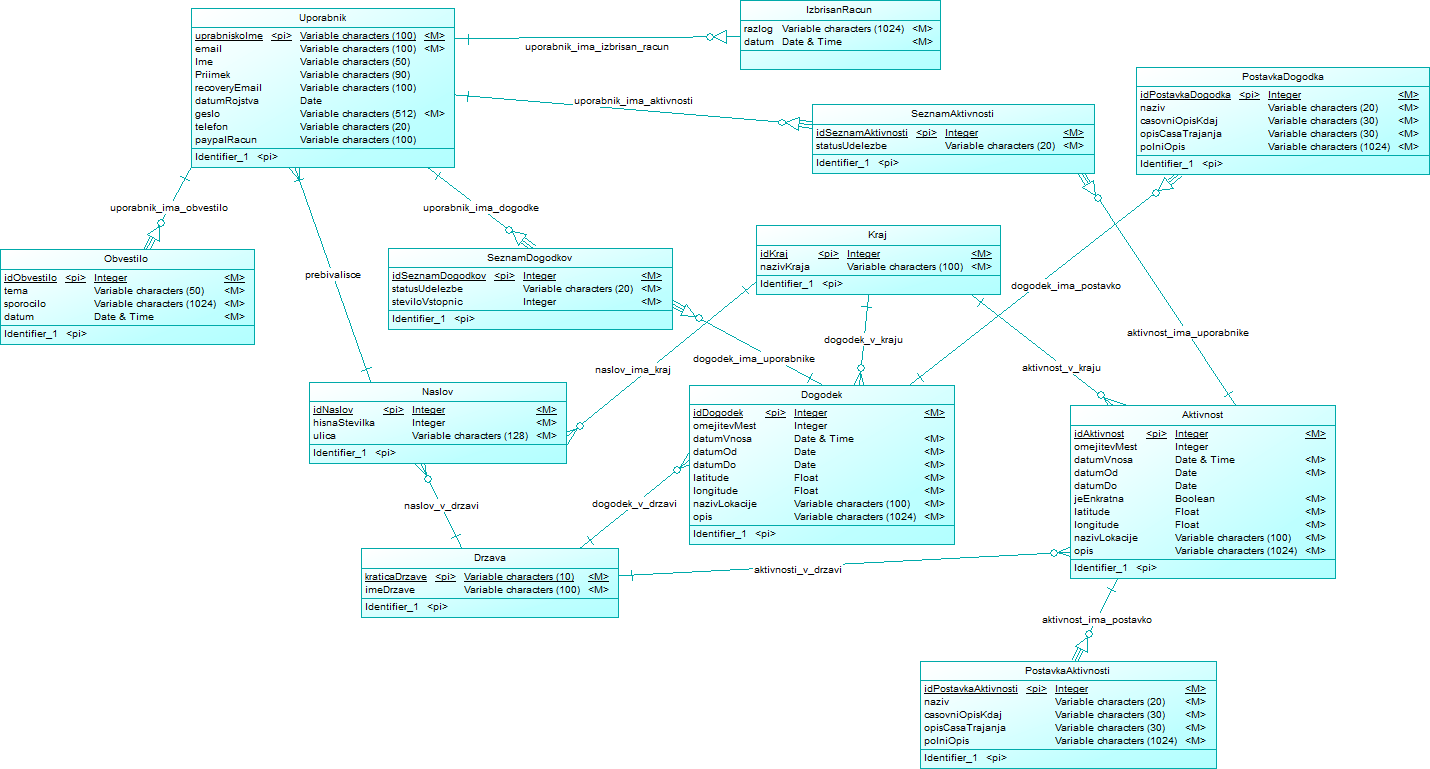 Uporabnik
uprabniskoIme <pi> Variable characters (100) <M>
email Variable characters (100) <M>
Ime Variable characters (50)
Priimek Variable characters (90)
recoveryEmail Variable characters (100)
datumRojstva Date
geslo Variable characters (512) <M>
telefon Variable characters (20)
paypalRacun Variable characters (100)
Identifier_1 <pi>
uporabnik_ima_izbrisan_racun
IzbrisanRacun
razlog Variable characters (1024) <M>
datum Date & Time <M>
uporabnik_ima_aktivnosti
SeznamAktivnosti
idSeznamAktivnosti <pi> Integer <M>
statusUdelezbe Variable characters (20) <M>
Identifier_1 <pi>
PostavkaDogodka
idPostavkaDogodka <pi> Integer <M>
naziv Variable characters (20) <M>
casovniOpisKdaj Variable characters (30) <M>
opisCasaTrajanja Variable characters (30) <M>
polniOpis Variable characters (1024) <M>
Identifier_1 <pi>
uporabnik_ima_obvestilo
uporabnik_ima_dogodke
Obvestilo
idObvestilo <pi> Integer <M>
tema Variable characters (50) <M>
sporocilo Variable characters (1024) <M>
datum Date & Time <M>
Identifier_1 <pi>
prebivalisce
SeznamDogodkov
idSeznamDogodkov <pi> Integer <M>
statusUdelezbe Variable characters (20) <M>
steviloVstopnic Integer <M>
Identifier_1 <pi>
Kraj
idKraj <pi> Integer <M>
nazivKraja Variable characters (100) <M>
Identifier_1 <pi>
dogodek_ima_postavko
aktivnost_ima_uporabnike
dogodek_v_kraju
dogodek_ima_uporabnike
naslov_ima_kraj
aktivnost_v_kraju
Naslov
idNaslov <pi> Integer <M>
hisnaStevilka Integer <M>
ulica Variable characters (128) <M>
Identifier_1 <pi>
Dogodek
idDogodek <pi> Integer <M>
omejitevMest Integer
datumVnosa Date & Time <M>
datumOd Date <M>
datumDo Date <M>
latitude Float <M>
longitude Float <M>
nazivLokacije Variable characters (100) <M>
opis Variable characters (1024) <M>
Identifier_1 <pi>
Aktivnost
idAktivnost <pi> Integer <M>
omejitevMest Integer
datumVnosa Date & Time <M>
datumOd Date <M>
datumDo Date
jeEnkratna Boolean <M>
latitude Float <M>
longitude Float <M>
nazivLokacije Variable characters (100) <M>
opis Variable characters (1024) <M>
Identifier_1 <pi>
naslov_v_drzavi
dogodek_v_drzavi
Drzava
kraticaDrzave <pi> Variable characters (10) <M>
imeDrzave Variable characters (100) <M>
Identifier_1 <pi>
aktivnosti_v_drzavi
aktivnost_ima_postavko
PostavkaAktivnosti
idPostavkaAktivnosti <pi> Integer <M>
naziv Variable characters (20) <M>
casovniOpisKdaj Variable characters (30) <M>
opisCasaTrajanja Variable characters (30) <M>
polniOpis Variable characters (1024) <M>
Identifier_1 <pi>